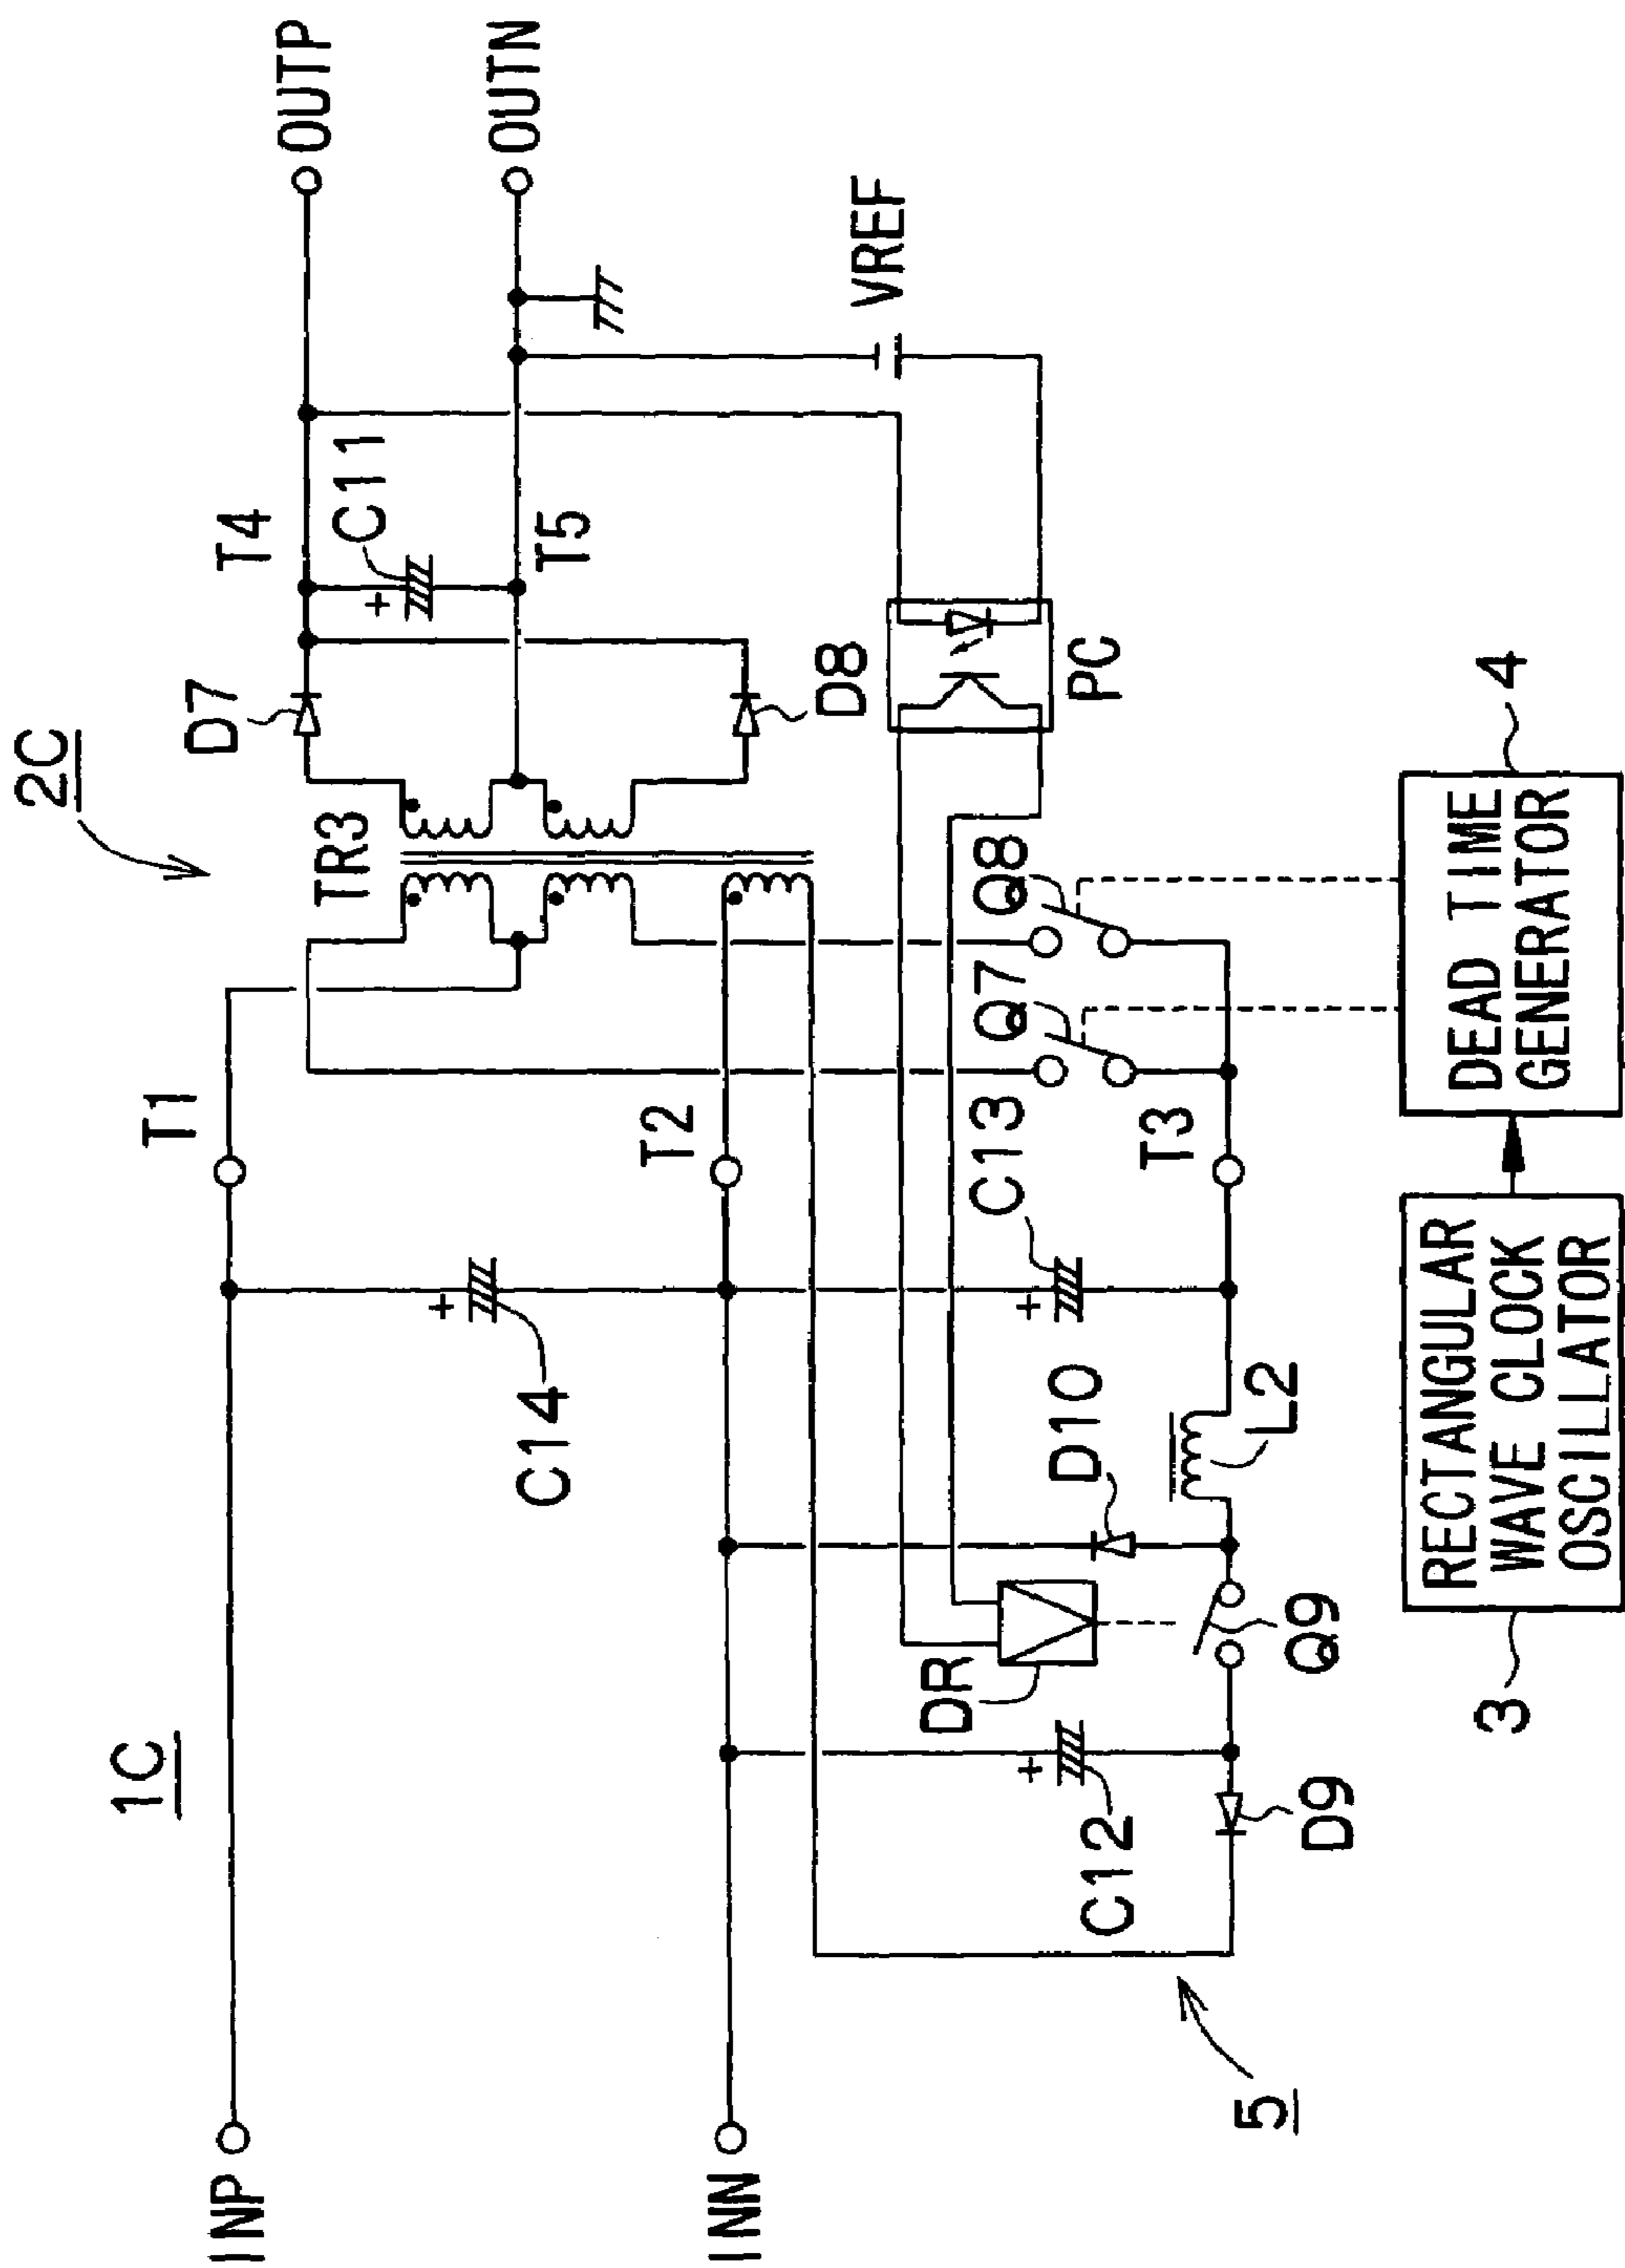 1C
2C
INP
INN
T1
T2
T3
C14
C13
C12
DR
D10
L2
Q9
D9
5
TR3
D7
D8
T4
C11
T5
OUTP
OUTN
VREF
PC
Q7
Q8
3
RECTANGULAR
WAVE CLOCK
OSCILLATOR
4
DEAD TIME
GENERATOR
+
+
+
+